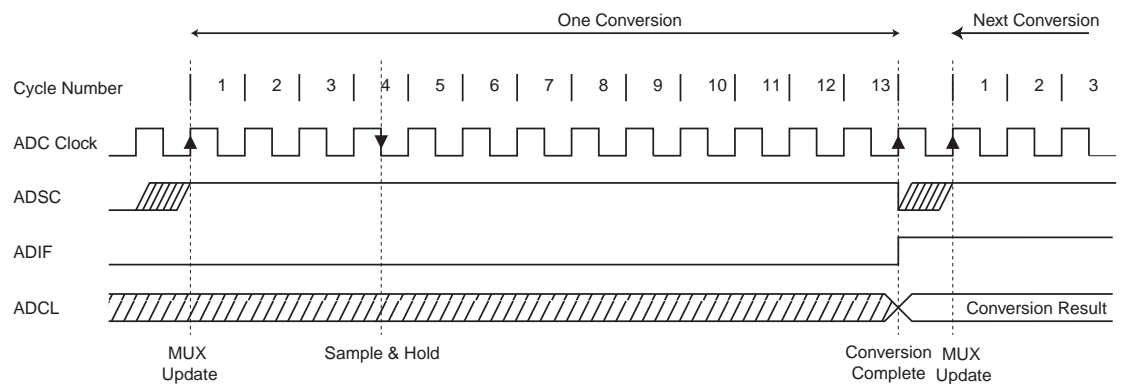 One Conversion
Next Conversion
Cycle Number 1 2 3 4 5 6 7 8 9 10 11 12 13 1 2 3
ADC Clock
ADSC
ADIF
ADCL
Conversion Result
MUX Update
Sample & Hold
Conversion Complete
MUX Update